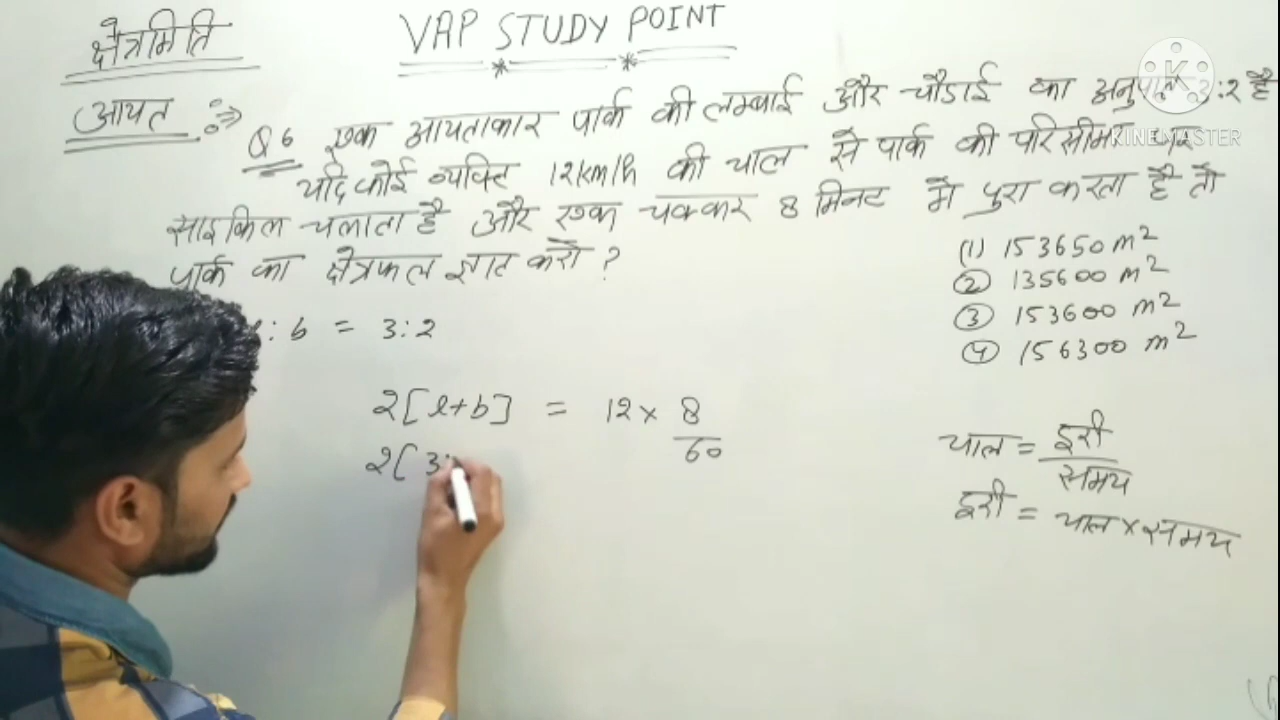 क्षेत्रमिति
VAP STUDY POINT
आयत
Q6 एक आयताकार पार्क की लम्बाई और चौड़ाई का अनुपात 3:2 है
यदि कोई व्यक्ति 12km/h की चाल से पार्क की परिसीमा पर
साइकिल चलाता है और एक चक्कर 8 मिनट मे पुरा करता है तो
पार्क का क्षेत्रफल ज्ञात करो ?
(1) 153650 m²
② 135600 m²
③ 153600 m²
④ 156300 m²
: b = 3:2
2[l+b] = 12 × 8/60
2[ 3
चाल = दूरी/समय
दूरी = चाल × समय
KINEMASTER